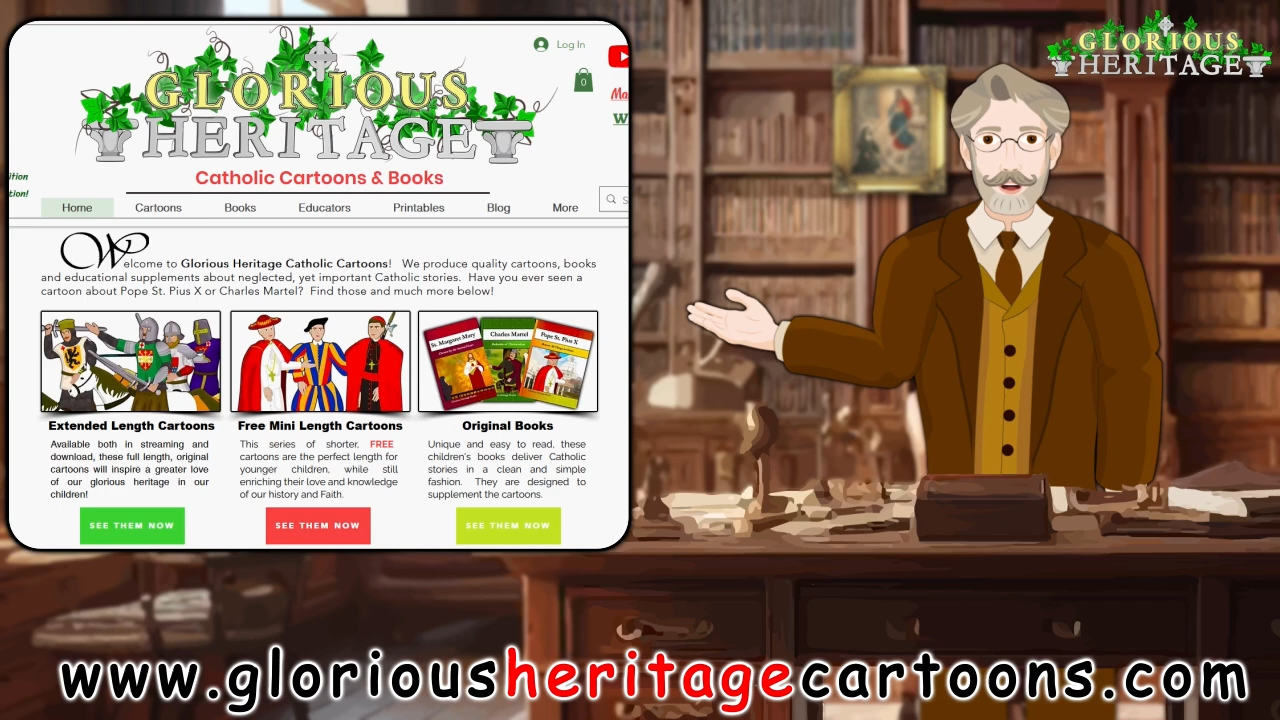 GLORIOUS
HERITAGE
Catholic Cartoons & Books
Log In
0
Home Cartoons Books Educators Printables Blog More
Welcome to Glorious Heritage Catholic Cartoons! We produce quality cartoons, books
and educational supplements about neglected, yet important Catholic stories. Have you ever seen a
cartoon about Pope St. Pius X or Charles Martel? Find those and much more below!
St. Margaret Mary
Charles Martel
Pope St. Pius X
Extended Length Cartoons
Available both in streaming and
download, these full length, original
cartoons will inspire a greater love
of our glorious heritage in our
children!
SEE THEM NOW
Free Mini Length Cartoons
This series of shorter, FREE
cartoons are the perfect length for
younger children, while still
enriching their love and knowledge
of our history and Faith.
SEE THEM NOW
Original Books
Unique and easy to read, these
children's books deliver Catholic
stories in a clean and simple
fashion. They are designed to
supplement the cartoons.
SEE THEM NOW
GLORIOUS
HERITAGE
www.gloriousheritagecartoons.com